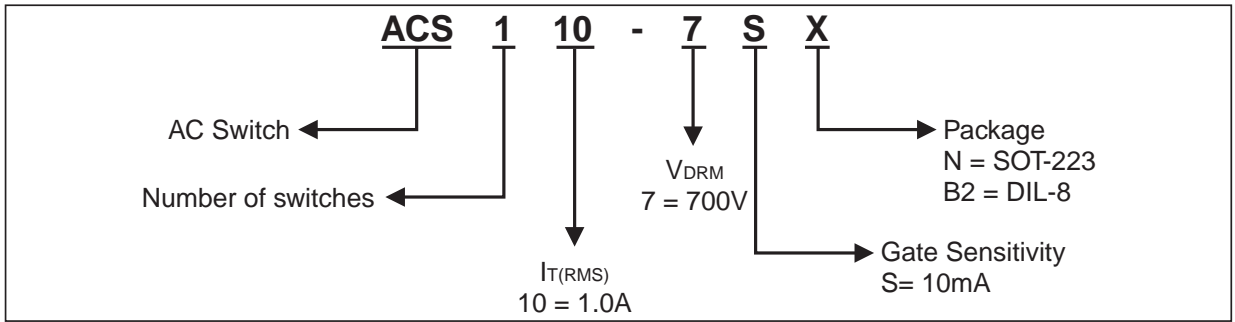 ACS 1 10 - 7 S X
AC Switch
Number of switches
IT(RMS)
10 = 1.0A
VDRM
7 = 700V
Package
N = SOT-223
B2 = DIL-8
Gate Sensitivity
S= 10mA